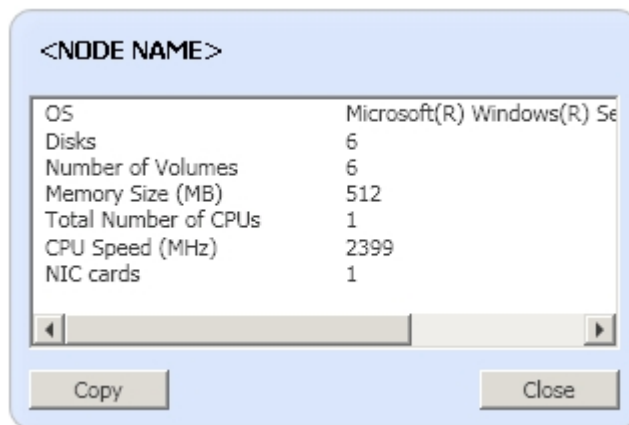 <NODE NAME>
OS Microsoft(R) Windows(R) Se
Disks 6
Number of Volumes 6
Memory Size (MB) 512
Total Number of CPUs 1
CPU Speed (MHz) 2399
NIC cards 1
Copy Close